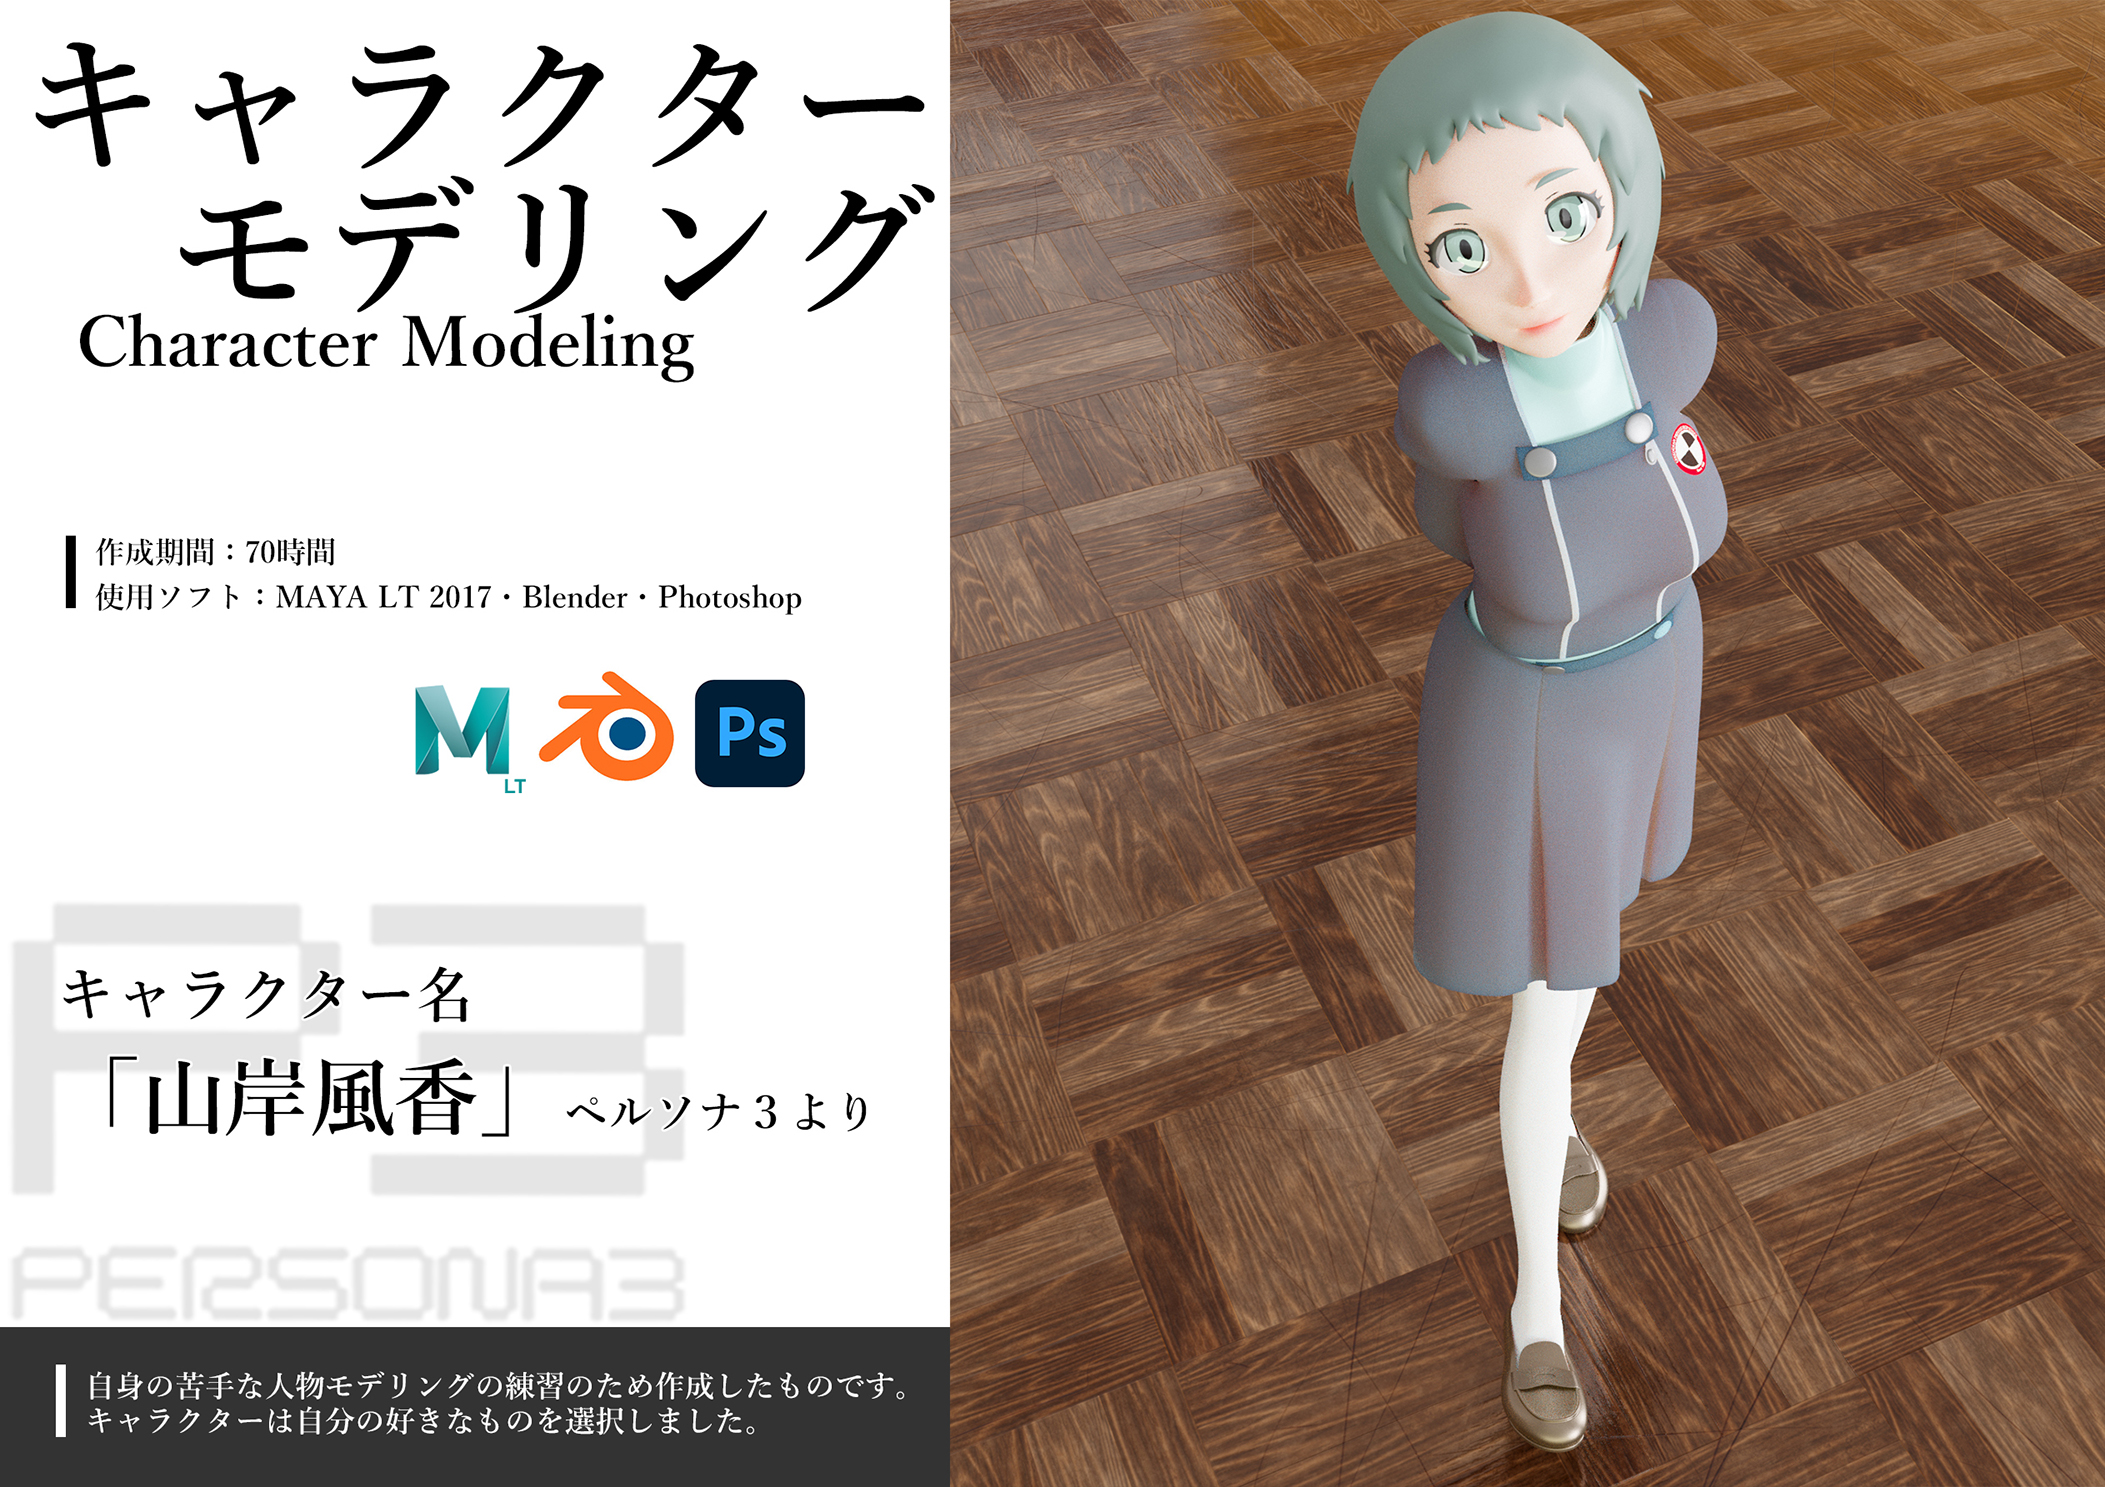 キャラクター
モデリング
Character Modeling
作成期間：70時間
使用ソフト：MAYA LT 2017・Blender・Photoshop
LT
Ps
P3
キャラクター名
「山岸風香」 ペルソナ３より
PERSONA3
自身の苦手な人物モデリングの練習のため作成したものです。
キャラクターは自分の好きなものを選択しました。